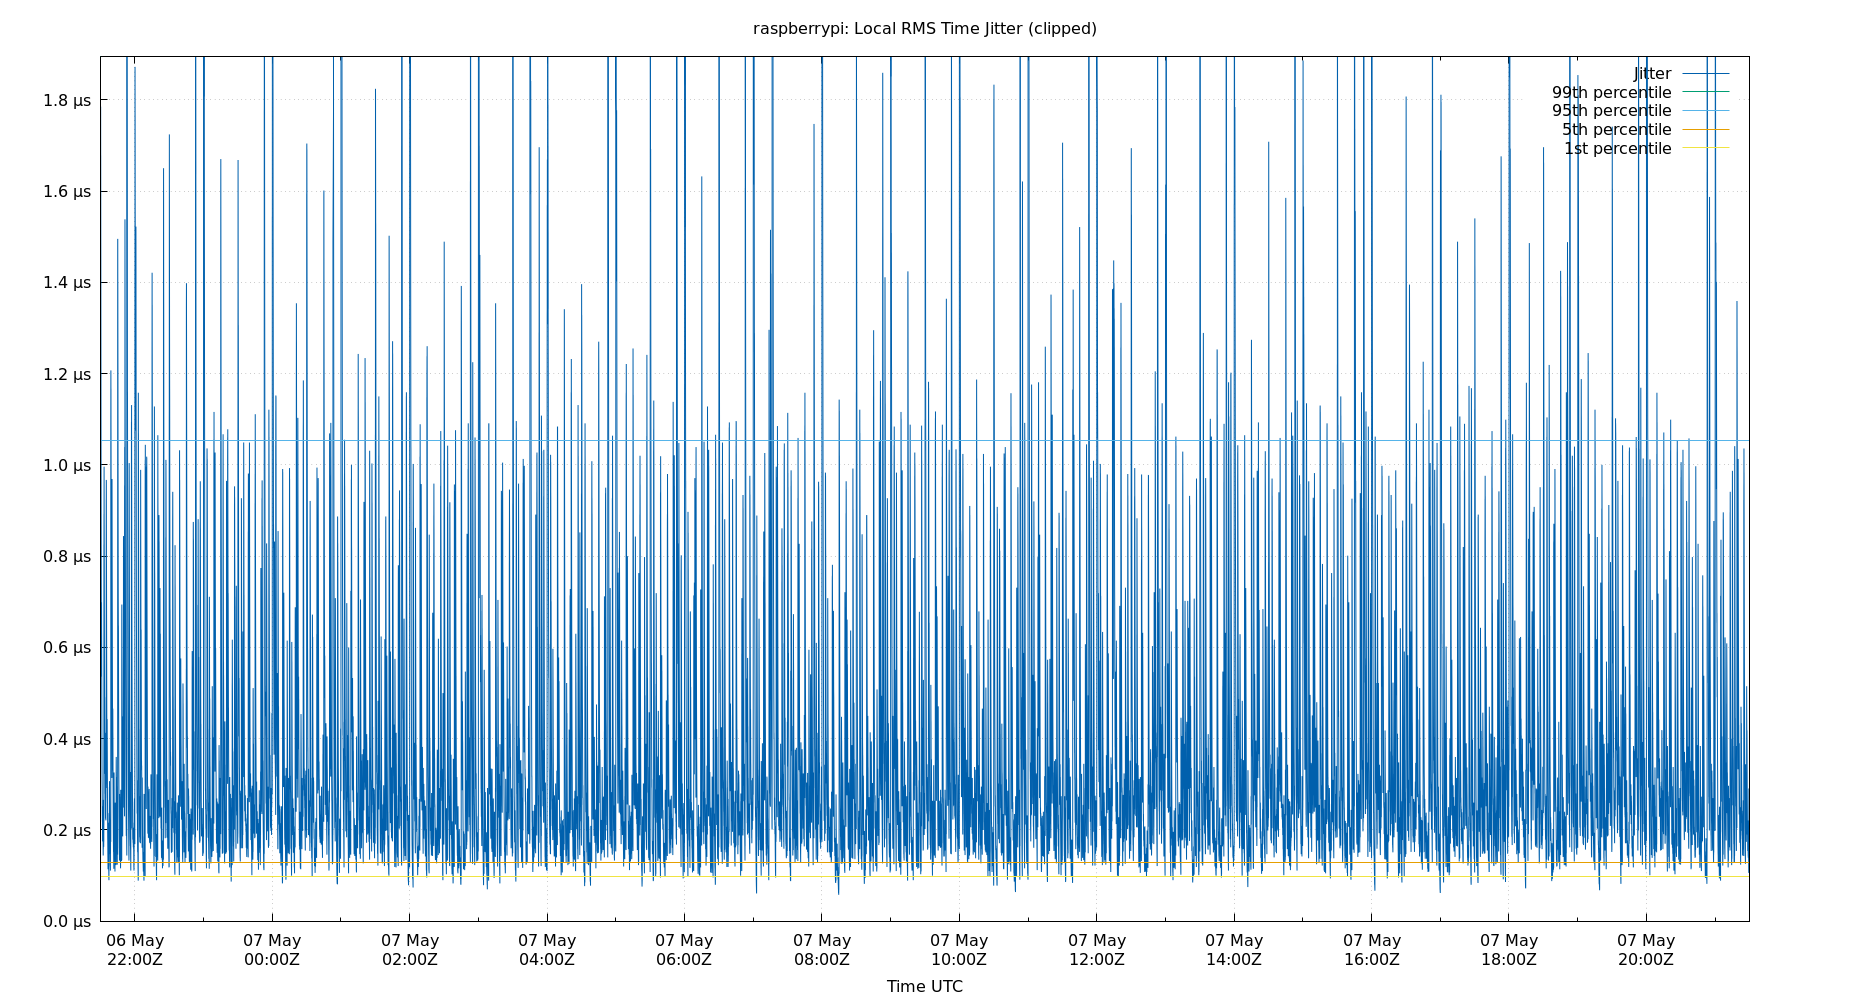 raspberrypi: Local RMS Time Jitter (clipped)
Jitter
99th percentile
95th percentile
5th percentile
1st percentile
1.8 µs
1.6 µs
1.4 µs
1.2 µs
1.0 µs
0.8 µs
0.6 µs
0.4 µs
0.2 µs
0.0 µs
06 May 07 May 07 May 07 May 07 May 07 May 07 May 07 May 07 May 07 May 07 May 07 May
22:00Z 00:00Z 02:00Z 04:00Z 06:00Z 08:00Z 10:00Z 12:00Z 14:00Z 16:00Z 18:00Z 20:00Z
Time UTC